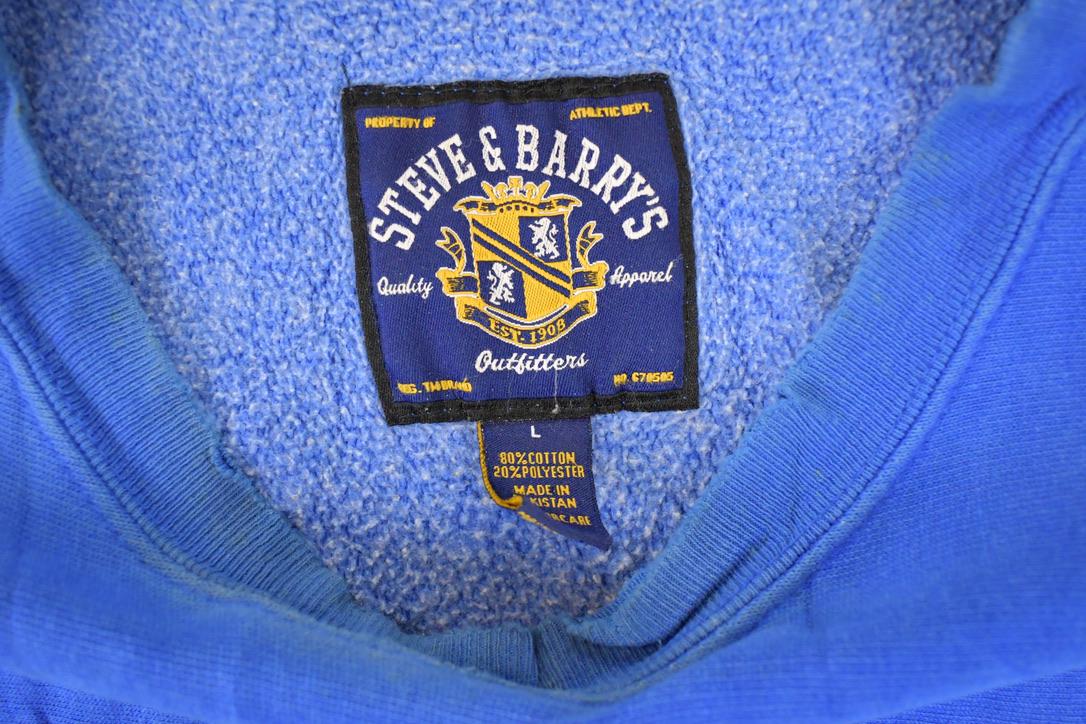 PROPERTY OF
ATHLETIC DEPT.
STEVE & BARRY'S
Quality Apparel
EST. 1908
Outfitters
REG. TM-BRAND
NO. 670505
L
80% COTTON
20% POLYESTER
MADE IN
KISTAN